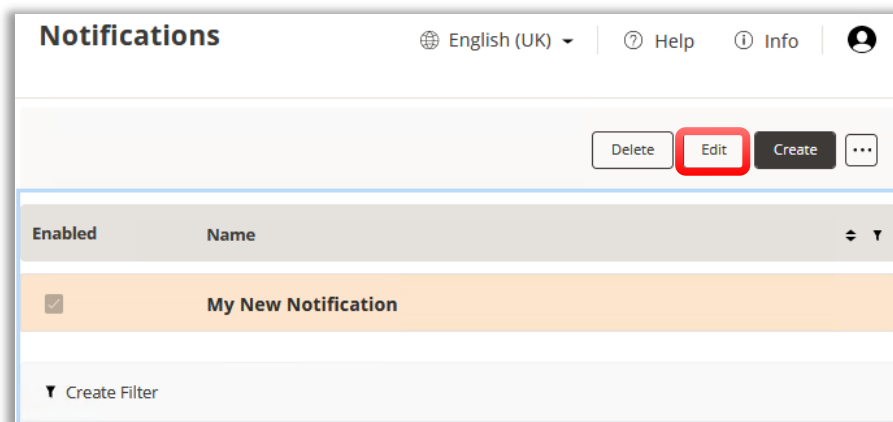 Notifications English (UK) Help Info
Delete Edit Create ...
Enabled Name
My New Notification
Create Filter